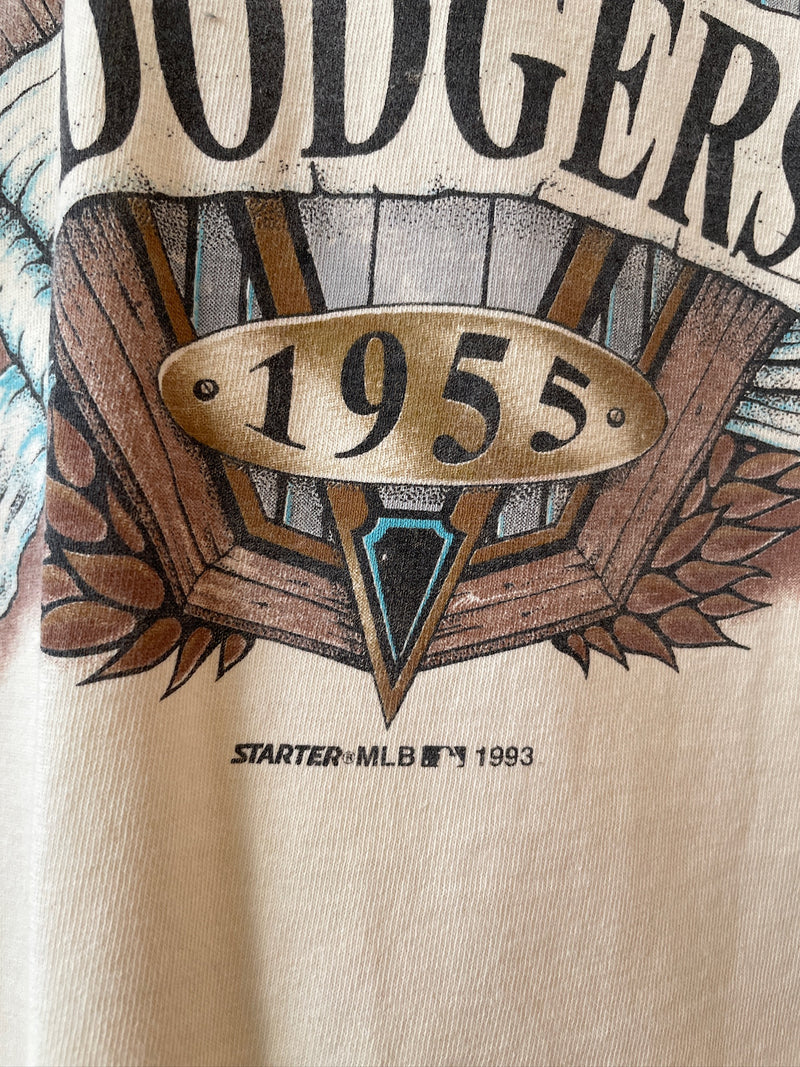 DODGERS
1955
STARTER® MLB 1993